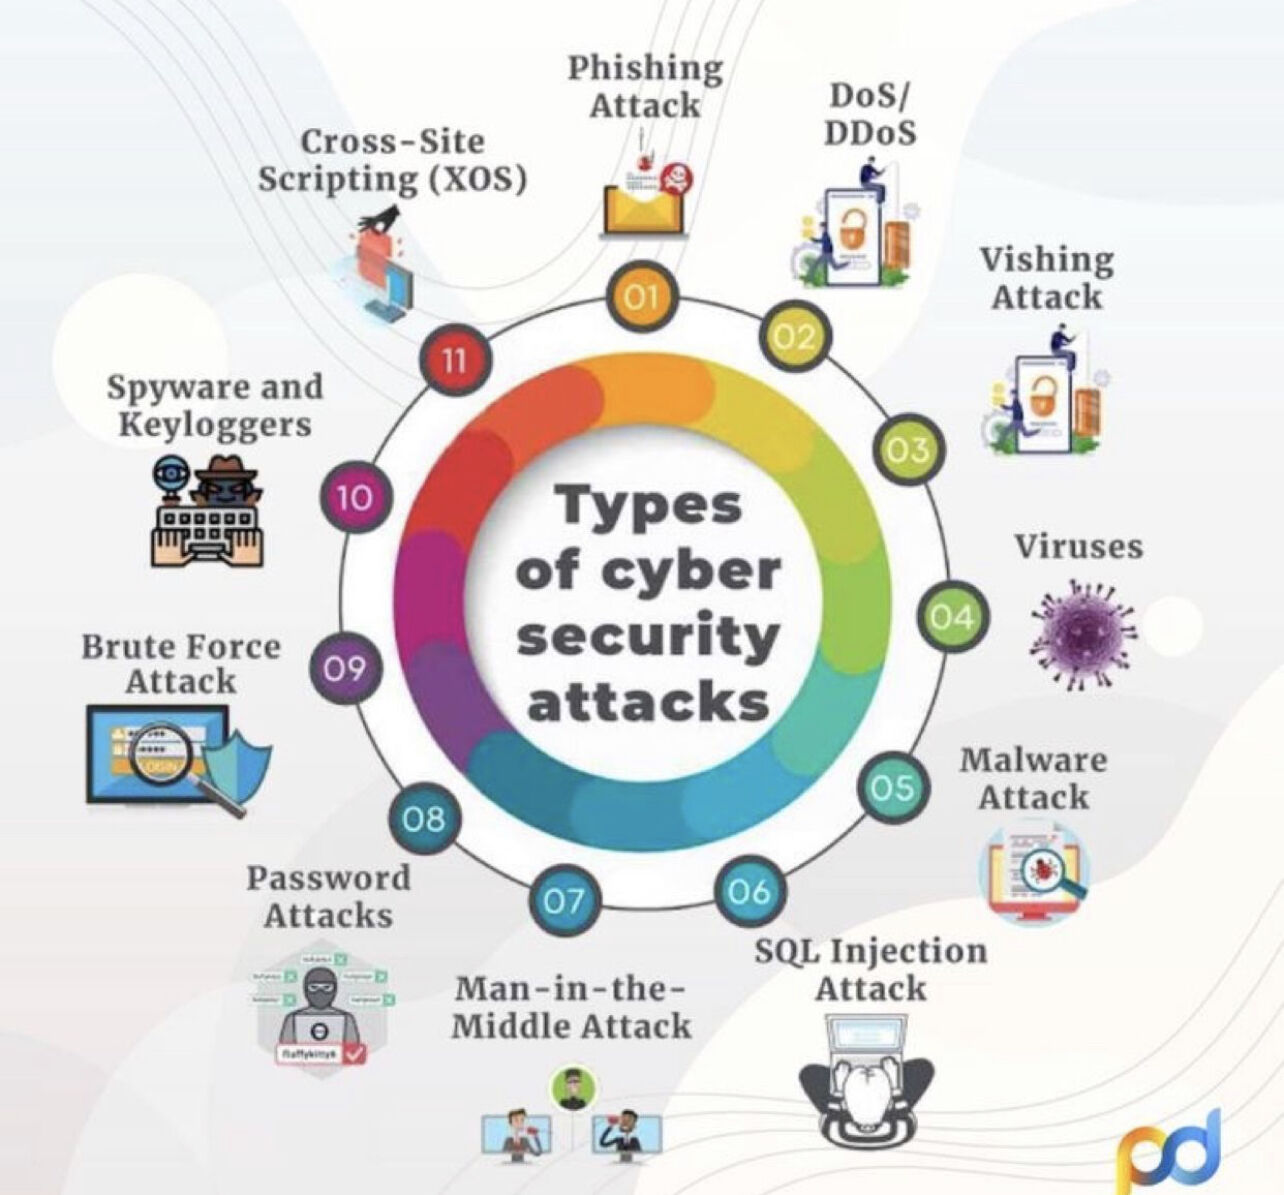 Types
of cyber
security
attacks
01
Phishing
Attack
02
DoS/
DDoS
03
Vishing
Attack
04
Viruses
05
Malware
Attack
06
SQL Injection
Attack
07
Man-in-the-
Middle Attack
08
Password
Attacks
fluffykitty6
09
Brute Force
Attack
LOGIN
10
Spyware and
Keyloggers
11
Cross-Site
Scripting (XOS)
pd